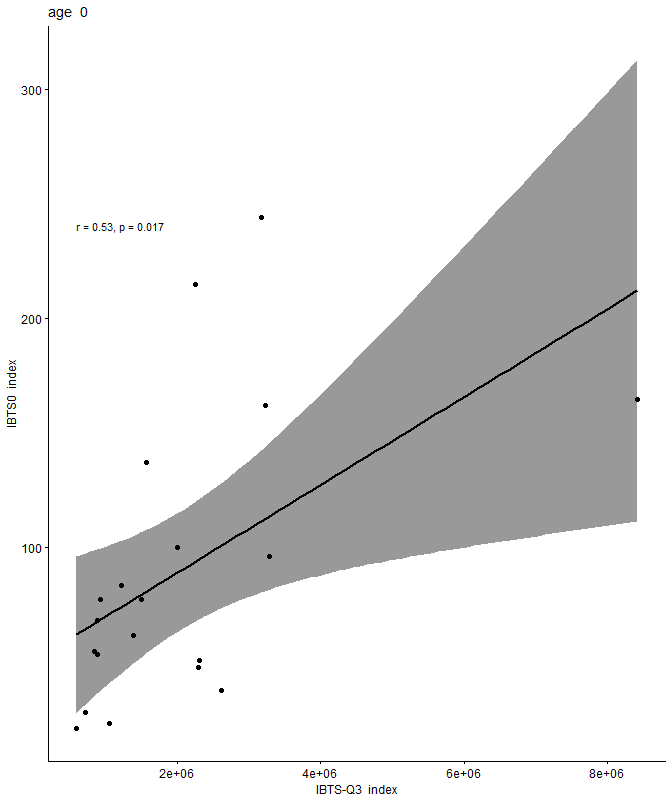 age 0
300
r = 0.53, p = 0.017
200
IBTS0 index
100
2e+06 4e+06 6e+06 8e+06
IBTS-Q3 index